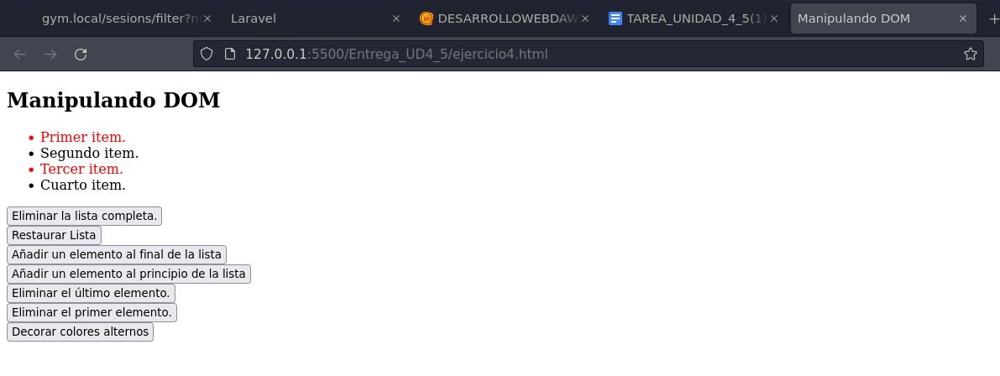 gym.local/sesions/filter?n
Laravel
DESARROLLOWEBDAW
TAREA_UNIDAD_4_5(1)
Manipulando DOM
127.0.0.1:5500/Entrega_UD4_5/ejercicio4.html
Manipulando DOM
• Primer item.
• Segundo item.
• Tercer item.
• Cuarto item.
Eliminar la lista completa.
Restaurar Lista
Añadir un elemento al final de la lista
Añadir un elemento al principio de la lista
Eliminar el último elemento.
Eliminar el primer elemento.
Decorar colores alternos